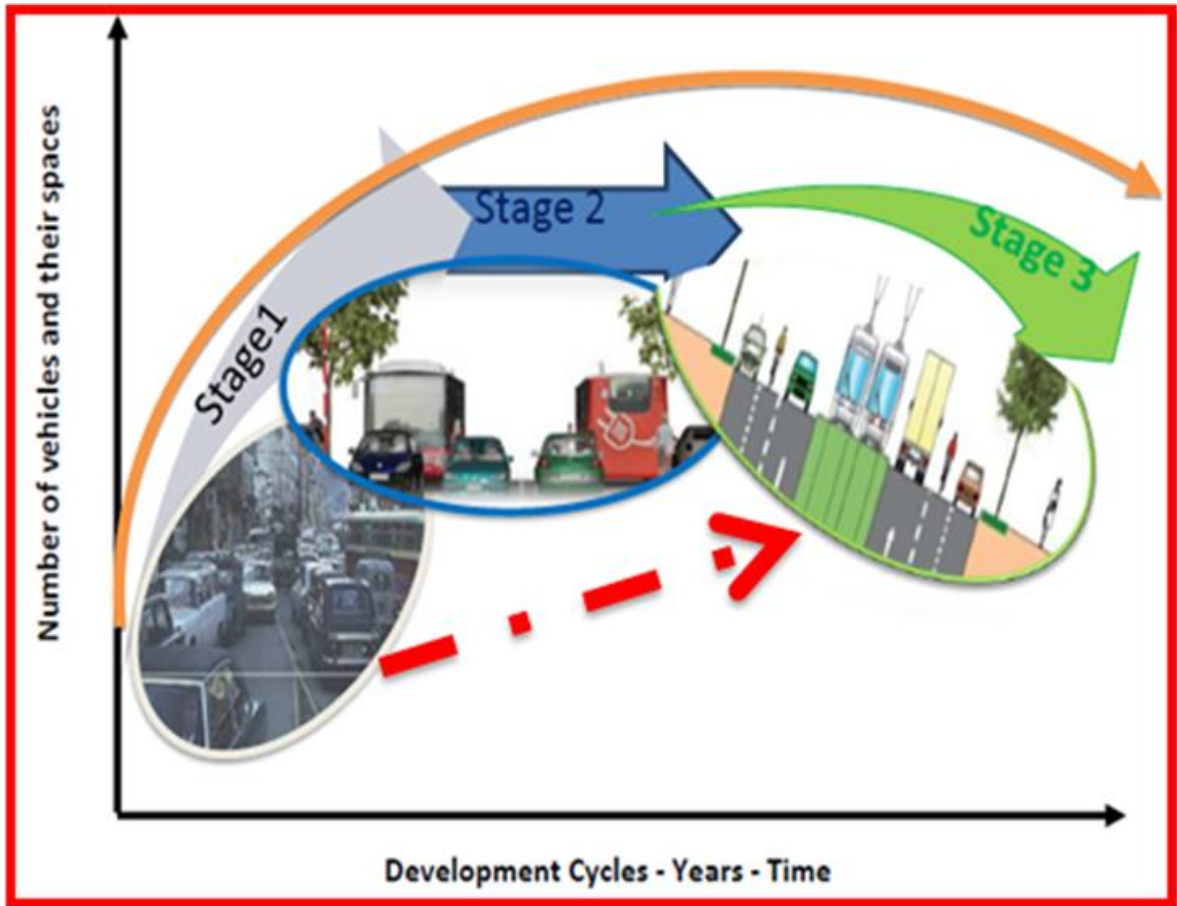 Number of vehicles and their spaces
Stage1
Stage 2
Stage 3
Development Cycles - Years - Time